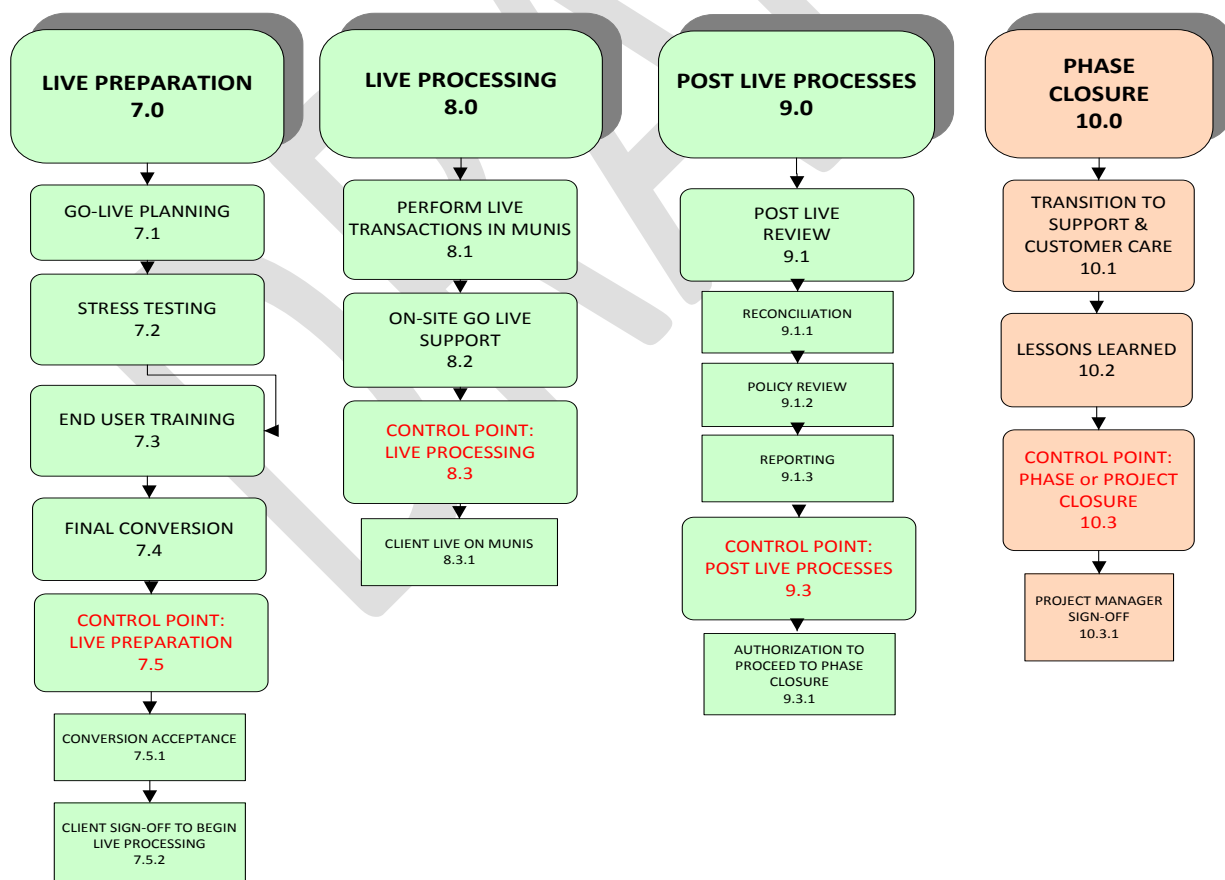 LIVE PREPARATION
7.0
GO-LIVE PLANNING
7.1
STRESS TESTING
7.2
END USER TRAINING
7.3
FINAL CONVERSION
7.4
CONTROL POINT:
LIVE PREPARATION
7.5
CONVERSION ACCEPTANCE
7.5.1
CLIENT SIGN-OFF TO BEGIN
LIVE PROCESSING
7.5.2
LIVE PROCESSING
8.0
PERFORM LIVE
TRANSACTIONS IN MUNIS
8.1
ON-SITE GO LIVE
SUPPORT
8.2
CONTROL POINT:
LIVE PROCESSING
8.3
CLIENT LIVE ON MUNIS
8.3.1
POST LIVE PROCESSES
9.0
POST LIVE
REVIEW
9.1
RECONCILIATION
9.1.1
POLICY REVIEW
9.1.2
REPORTING
9.1.3
CONTROL POINT:
POST LIVE PROCESSES
9.3
AUTHORIZATION TO
PROCEED TO PHASE
CLOSURE
9.3.1
PHASE
CLOSURE
10.0
TRANSITION TO
SUPPORT &
CUSTOMER CARE
10.1
LESSONS LEARNED
10.2
CONTROL POINT:
PHASE or PROJECT
CLOSURE
10.3
PROJECT MANAGER
SIGN-OFF
10.3.1